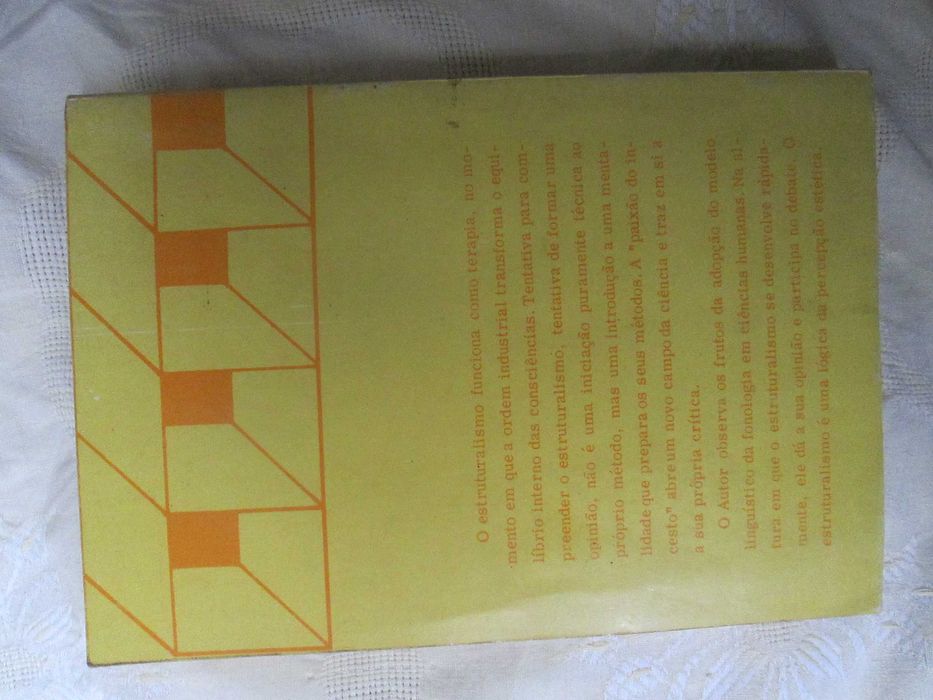 O estruturalismo funciona como terapia, no mo-
mento em que a ordem industrial transforma o equi-
líbrio interno das consciências. Tentativa para com-
preender o estruturalismo, tentativa de formar uma
opinião, não é uma iniciação puramente técnica ao
próprio método, mas uma introdução a uma menta-
lidade que prepara os seus métodos. A "paixão do in-
cesto" abre um novo campo da ciência e traz em si a
a sua própria crítica.
O Autor observa os frutos da adopção do modelo
linguístico da fonologia em ciências humanas. Na al-
tura em que o estruturalismo se desenvolve rápida-
mente, ele dá a sua opinião e participa no debate. O
estruturalismo é uma lógica da percepção estética.